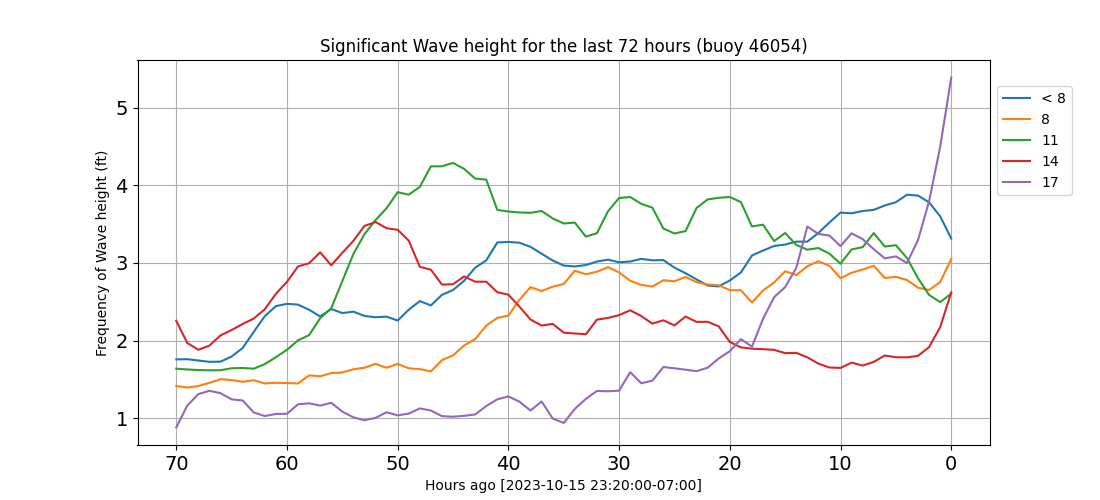 Significant Wave height for the last 72 hours (buoy 46054)
Frequency of Wave height (ft)
5
4
3
2
1
70 60 50 40 30 20 10 0
Hours ago [2023-10-15 23:20:00-07:00]
< 8
8
11
14
17